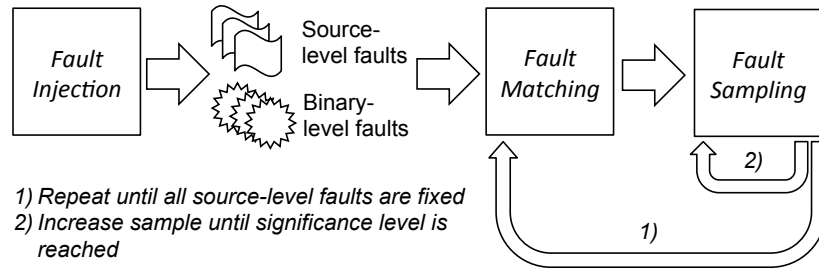 Fault
Injection
Source-
level faults
Binary-
level faults
Fault
Matching
Fault
Sampling
2)
1)
1) Repeat until all source-level faults are fixed
2) Increase sample until significance level is
reached